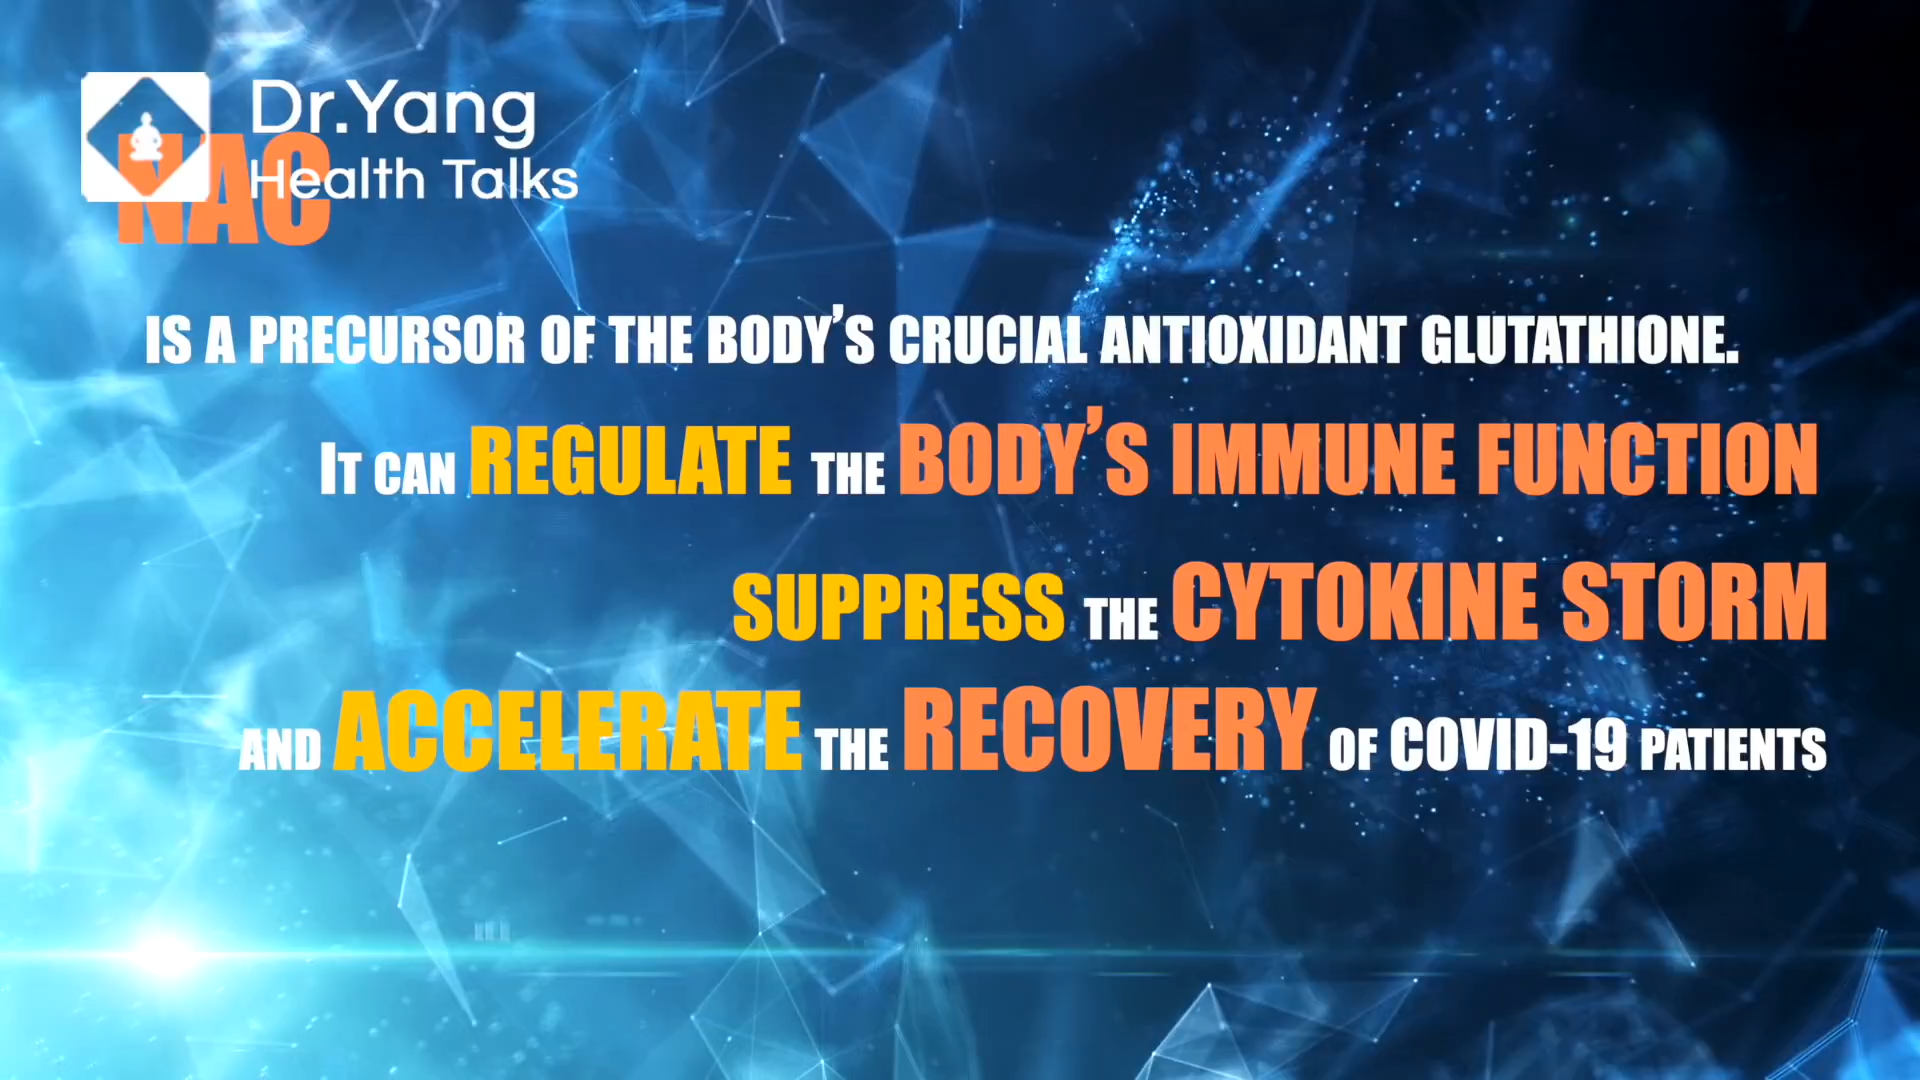 Dr.Yang
Health Talks
NAC
IS A PRECURSOR OF THE BODY'S CRUCIAL ANTIOXIDANT GLUTATHIONE.
IT CAN REGULATE THE BODY'S IMMUNE FUNCTION
SUPPRESS THE CYTOKINE STORM
AND ACCELERATE THE RECOVERY OF COVID-19 PATIENTS